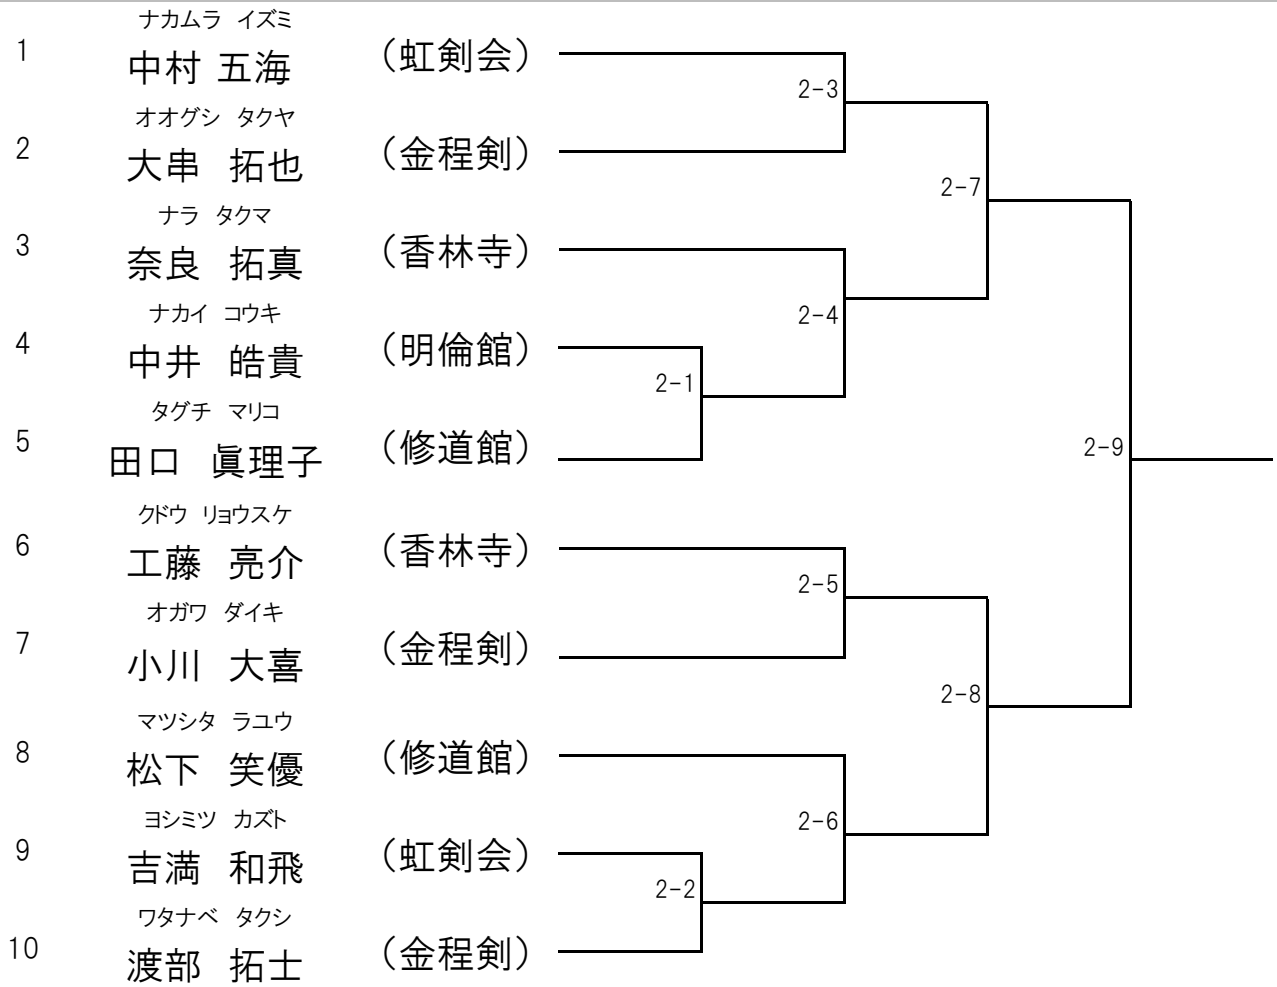 ナカムラ イズミ
1 中村 五海 （虹剣会）
2-3
オオグシ タクヤ
2 大串 拓也 （金程剣）
2-7
ナラ タクマ
3 奈良 拓真 （香林寺）
2-4
ナカイ コウキ
4 中井 皓貴 （明倫館）
2-1
タグチ マリコ
5 田口 眞理子 （修道館）
2-9
クドウ リョウスケ
6 工藤 亮介 （香林寺）
2-5
オガワ ダイキ
7 小川 大喜 （金程剣）
2-8
マツシタ ラユウ
8 松下 笑優 （修道館）
2-6
ヨシミツ カズト
9 吉満 和飛 （虹剣会）
2-2
ワタナベ タクシ
10 渡部 拓士 （金程剣）